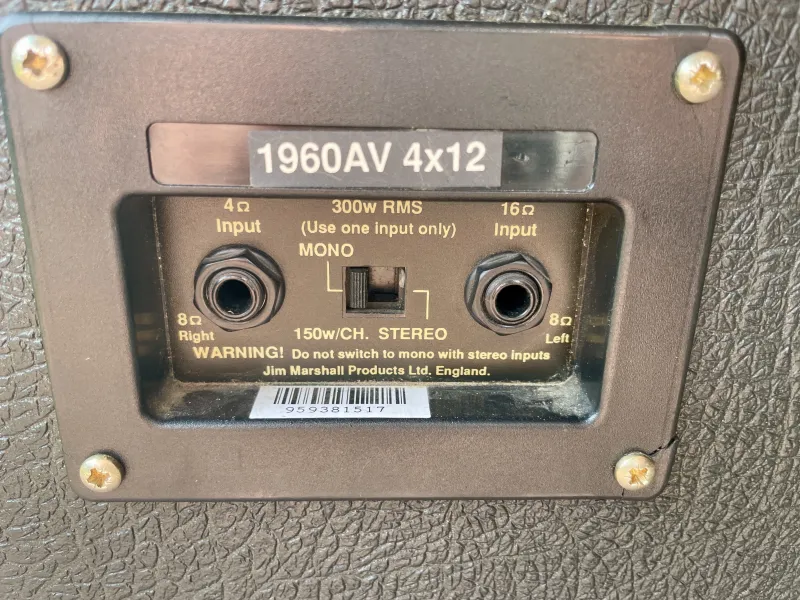 1960AV 4x12
4Ω 300w RMS 16Ω
Input (Use one input only) Input
MONO
8Ω 8Ω
Right 150w/CH. STEREO Left
WARNING! Do not switch to mono with stereo inputs
Jim Marshall Products Ltd. England.
959381517